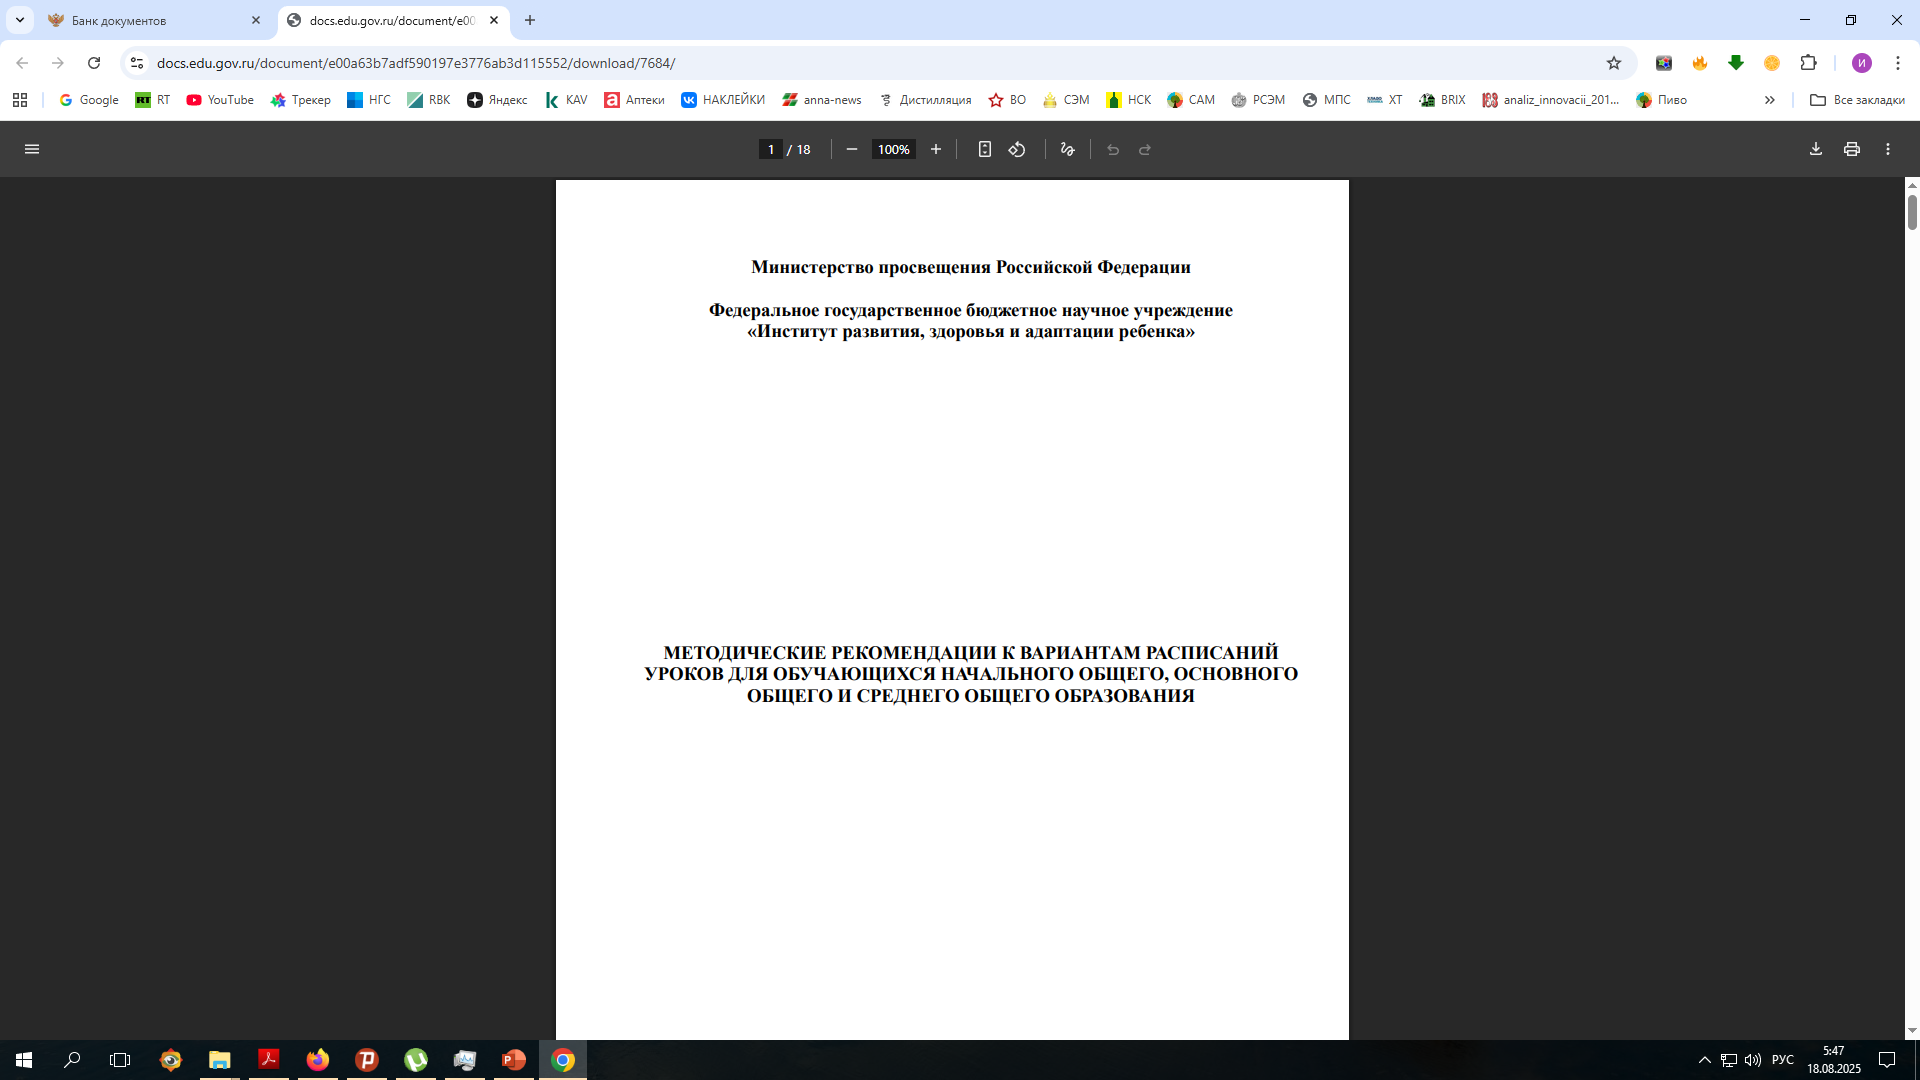 Банк документов
docs.edu.gov.ru/document/e00
docs.edu.gov.ru/document/e00a63b7adf590197e3776ab3d115552/download/7684/
И
Google
RT
YouTube
Трекер
НГС
RBK
Яндекс
KAV
Аптеки
НАКЛЕЙКИ
anna-news
Дистилляция
ВО
СЭМ
НСК
САМ
РСЭМ
МПС
ХТ
BRIX
analiz_innovacii_201...
Пиво
Все закладки
1 / 18
100%
Министерство просвещения Российской Федерации
Федеральное государственное бюджетное научное учреждение
«Институт развития, здоровья и адаптации ребенка»
МЕТОДИЧЕСКИЕ РЕКОМЕНДАЦИИ К ВАРИАНТАМ РАСПИСАНИЙ
УРОКОВ ДЛЯ ОБУЧАЮЩИХСЯ НАЧАЛЬНОГО ОБЩЕГО, ОСНОВНОГО
ОБЩЕГО И СРЕДНЕГО ОБЩЕГО ОБРАЗОВАНИЯ
РУС
5:47
18.08.2025